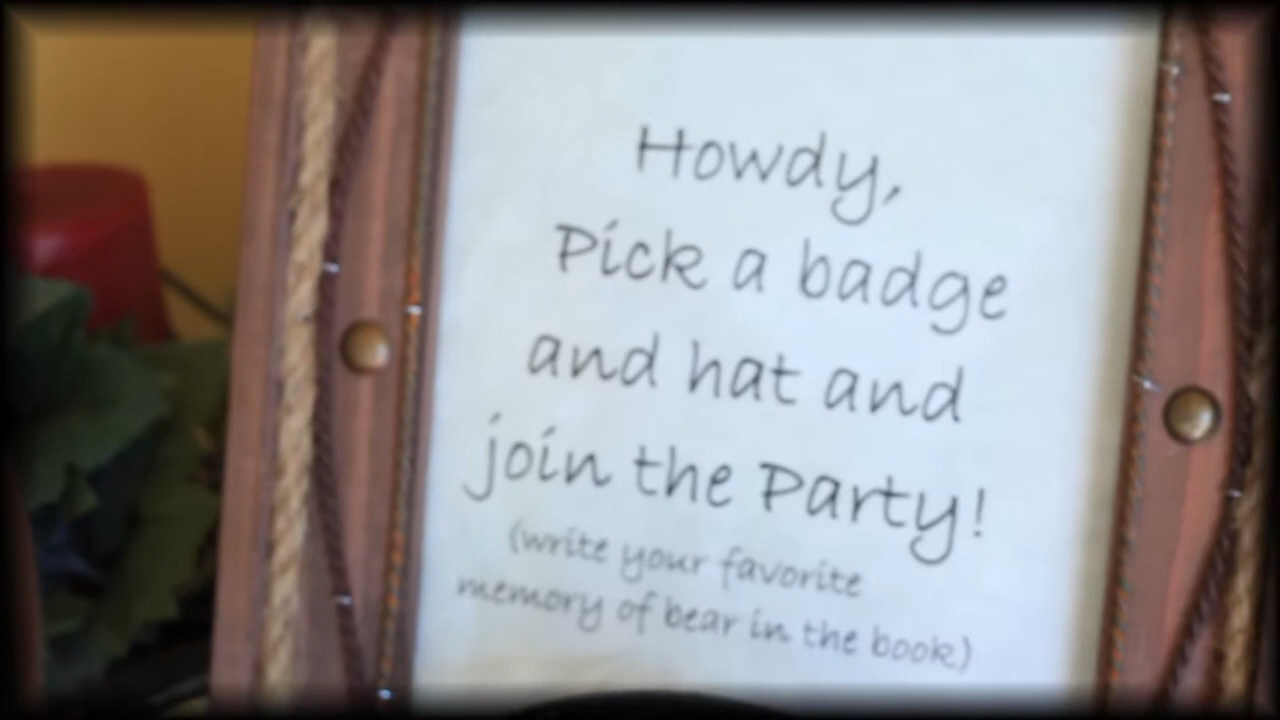 Howdy,
Pick a badge
and hat and
join the Party!
(write your favorite
memory of bear in the book)